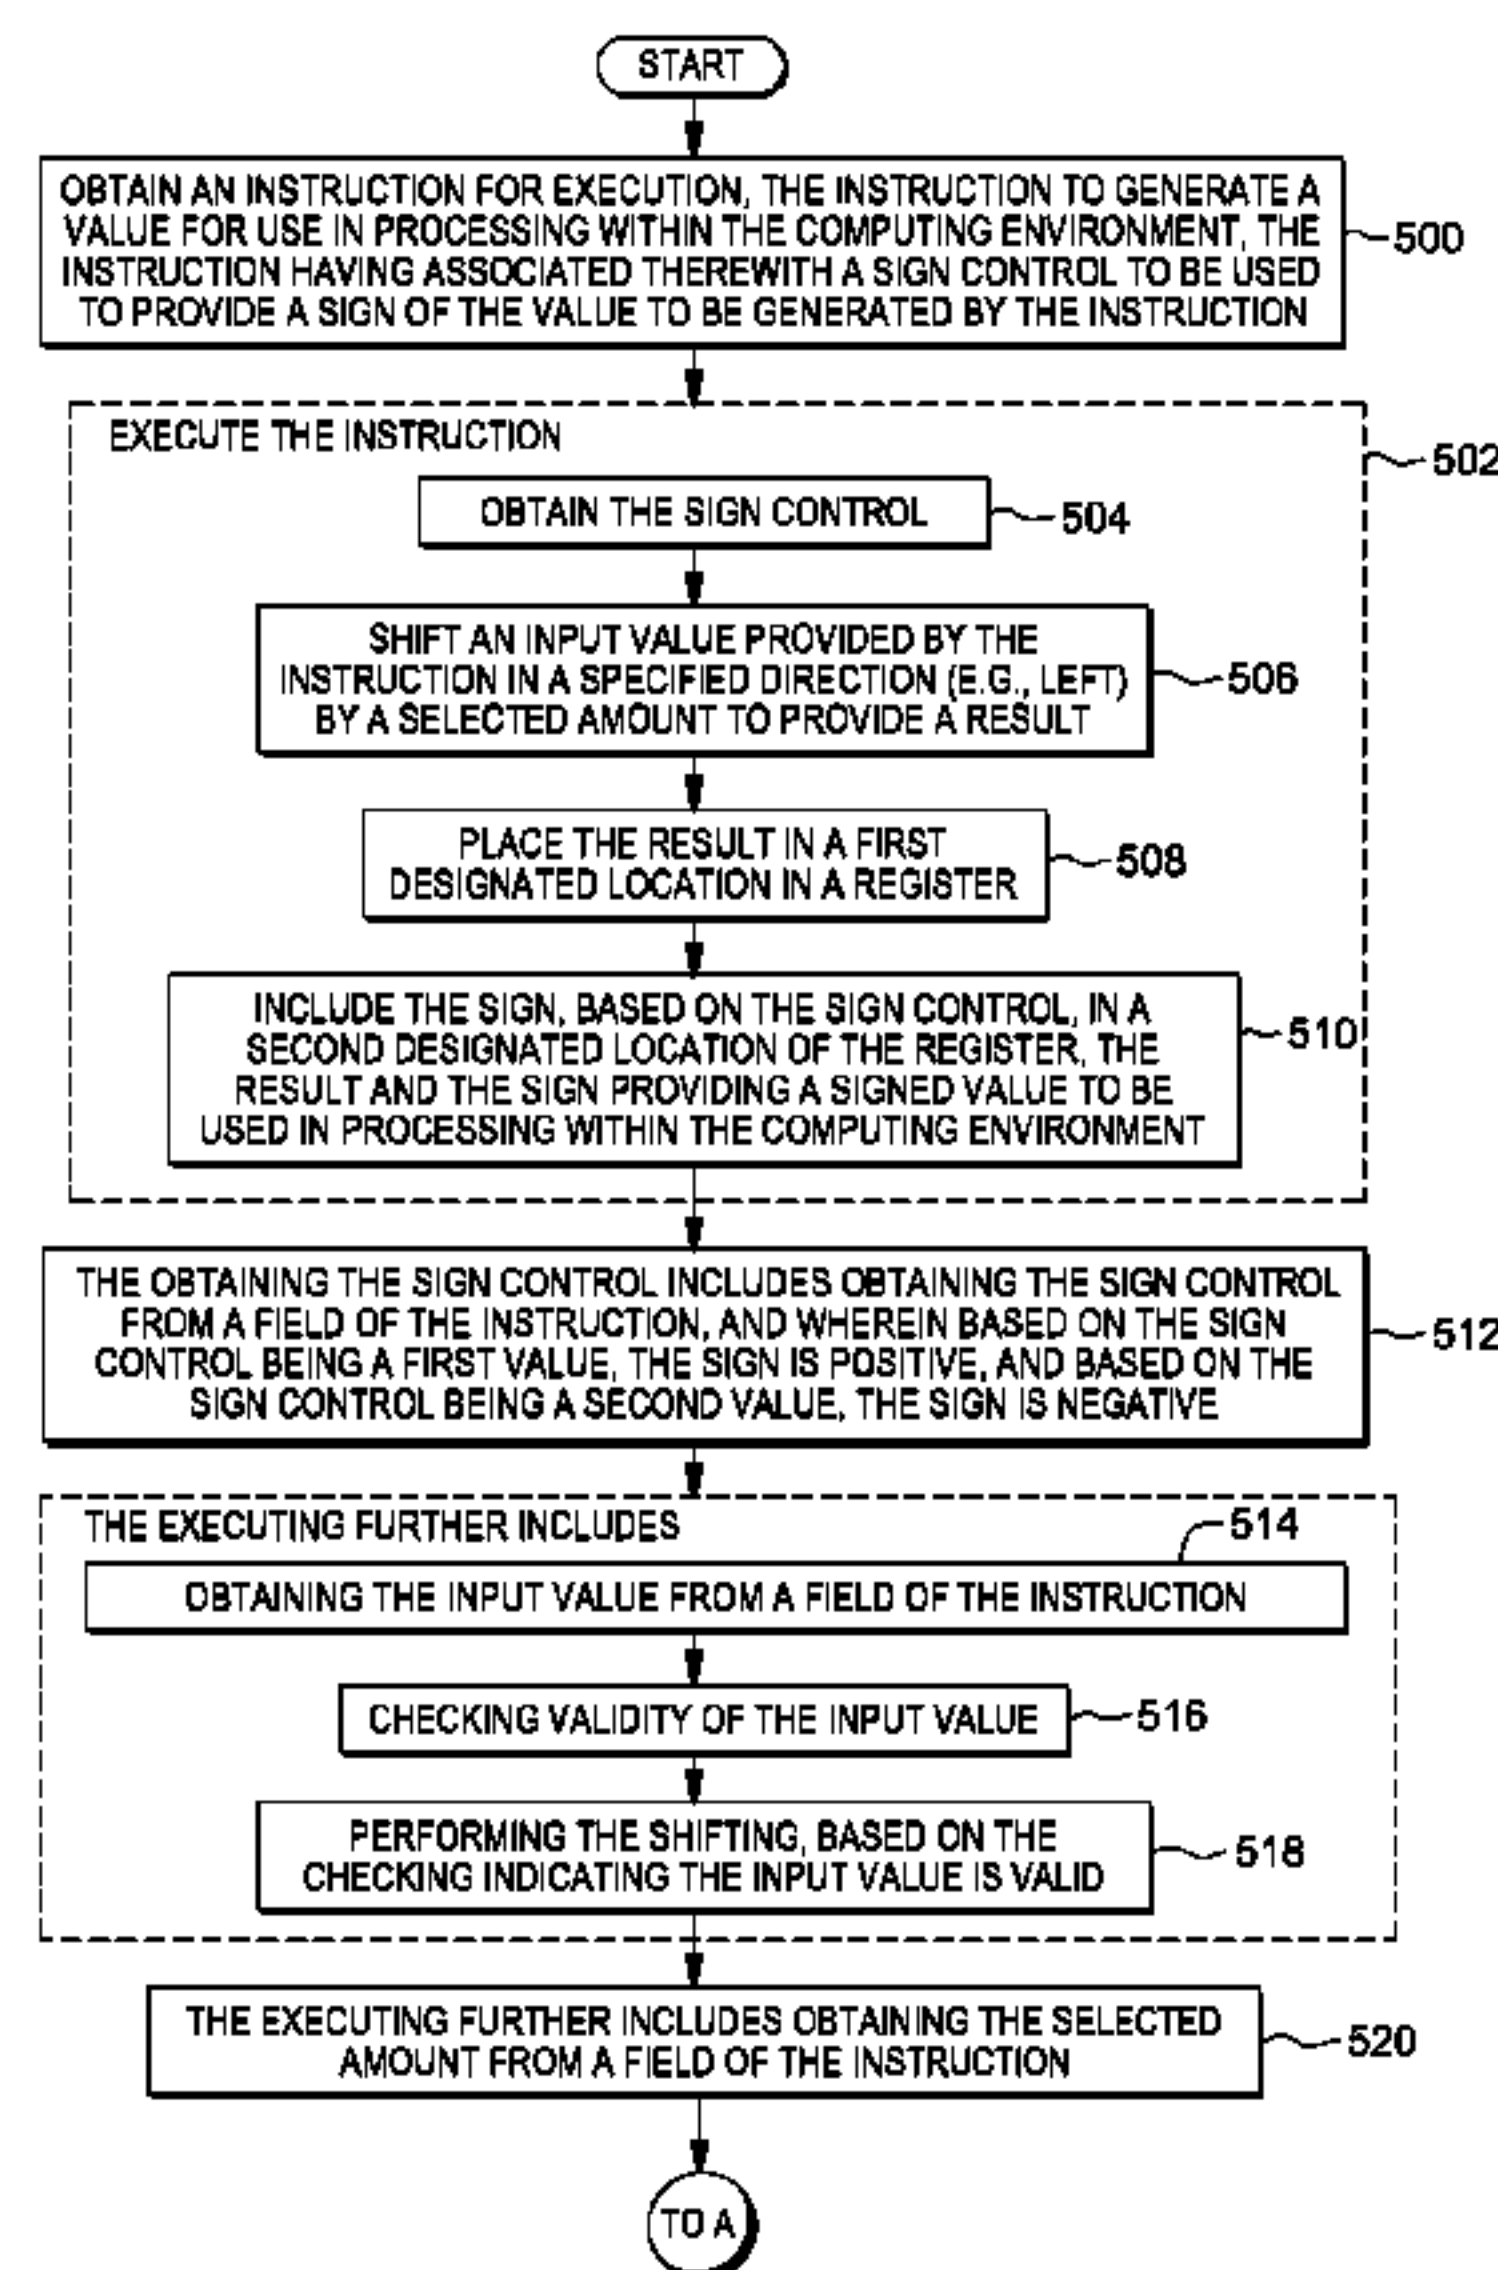 START
OBTAIN AN INSTRUCTION FOR EXECUTION, THE INSTRUCTION TO GENERATE A
VALUE FOR USE IN PROCESSING WITHIN THE COMPUTING ENVIRONMENT, THE
INSTRUCTION HAVING ASSOCIATED THEREWITH A SIGN CONTROL TO BE USED
TO PROVIDE A SIGN OF THE VALUE TO BE GENERATED BY THE INSTRUCTION
500
EXECUTE THE INSTRUCTION
502
OBTAIN THE SIGN CONTROL
504
SHIFT AN INPUT VALUE PROVIDED BY THE
INSTRUCTION IN A SPECIFIED DIRECTION (E.G., LEFT)
BY A SELECTED AMOUNT TO PROVIDE A RESULT
506
PLACE THE RESULT IN A FIRST
DESIGNATED LOCATION IN A REGISTER
508
INCLUDE THE SIGN, BASED ON THE SIGN CONTROL, IN A
SECOND DESIGNATED LOCATION OF THE REGISTER, THE
RESULT AND THE SIGN PROVIDING A SIGNED VALUE TO BE
USED IN PROCESSING WITHIN THE COMPUTING ENVIRONMENT
510
THE OBTAINING THE SIGN CONTROL INCLUDES OBTAINING THE SIGN CONTROL
FROM A FIELD OF THE INSTRUCTION, AND WHEREIN BASED ON THE SIGN
CONTROL BEING A FIRST VALUE, THE SIGN IS POSITIVE, AND BASED ON THE
SIGN CONTROL BEING A SECOND VALUE, THE SIGN IS NEGATIVE
512
THE EXECUTING FURTHER INCLUDES
514
OBTAINING THE INPUT VALUE FROM A FIELD OF THE INSTRUCTION
CHECKING VALIDITY OF THE INPUT VALUE
516
PERFORMING THE SHIFTING, BASED ON THE
CHECKING INDICATING THE INPUT VALUE IS VALID
518
THE EXECUTING FURTHER INCLUDES OBTAINING THE SELECTED
AMOUNT FROM A FIELD OF THE INSTRUCTION
520
TO A